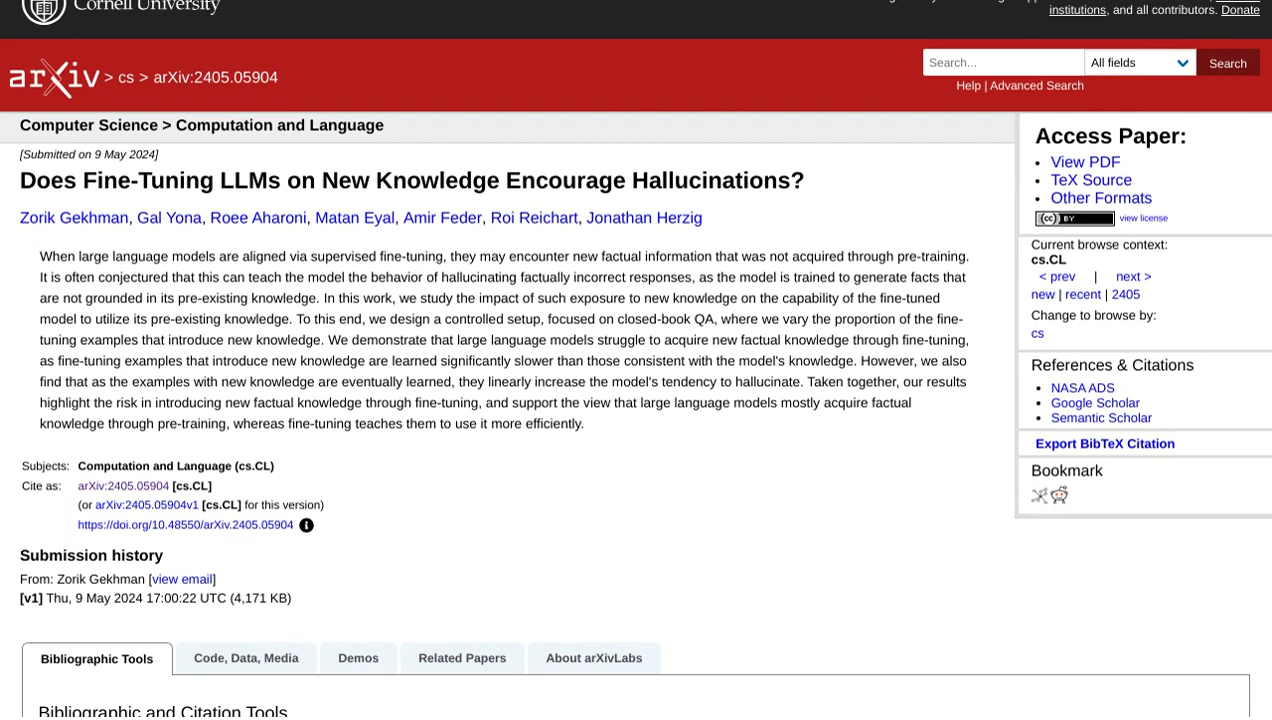 Cornell University
institutions, and all contributors. Donate
arXiv > cs > arXiv:2405.05904
Search...
All fields
Search
Help | Advanced Search
Computer Science > Computation and Language
[Submitted on 9 May 2024]
Does Fine-Tuning LLMs on New Knowledge Encourage Hallucinations?
Zorik Gekhman, Gal Yona, Roee Aharoni, Matan Eyal, Amir Feder, Roi Reichart, Jonathan Herzig
When large language models are aligned via supervised fine-tuning, they may encounter new factual information that was not acquired through pre-training.
It is often conjectured that this can teach the model the behavior of hallucinating factually incorrect responses, as the model is trained to generate facts that
are not grounded in its pre-existing knowledge. In this work, we study the impact of such exposure to new knowledge on the capability of the fine-tuned
model to utilize its pre-existing knowledge. To this end, we design a controlled setup, focused on closed-book QA, where we vary the proportion of the fine-
tuning examples that introduce new knowledge. We demonstrate that large language models struggle to acquire new factual knowledge through fine-tuning,
as fine-tuning examples that introduce new knowledge are learned significantly slower than those consistent with the model's knowledge. However, we also
find that as the examples with new knowledge are eventually learned, they linearly increase the model's tendency to hallucinate. Taken together, our results
highlight the risk in introducing new factual knowledge through fine-tuning, and support the view that large language models mostly acquire factual
knowledge through pre-training, whereas fine-tuning teaches them to use it more efficiently.
Subjects: Computation and Language (cs.CL)
Cite as: arXiv:2405.05904 [cs.CL]
(or arXiv:2405.05904v1 [cs.CL] for this version)
https://doi.org/10.48550/arXiv.2405.05904
Submission history
From: Zorik Gekhman [view email]
[v1] Thu, 9 May 2024 17:00:22 UTC (4,171 KB)
Access Paper:
View PDF
TeX Source
Other Formats
(cc) BY view license
Current browse context:
cs.CL
< prev | next >
new | recent | 2405
Change to browse by:
cs
References & Citations
NASA ADS
Google Scholar
Semantic Scholar
Export BibTeX Citation
Bookmark
Bibliographic Tools
Code, Data, Media
Demos
Related Papers
About arXivLabs
Bibliographic and Citation Tools